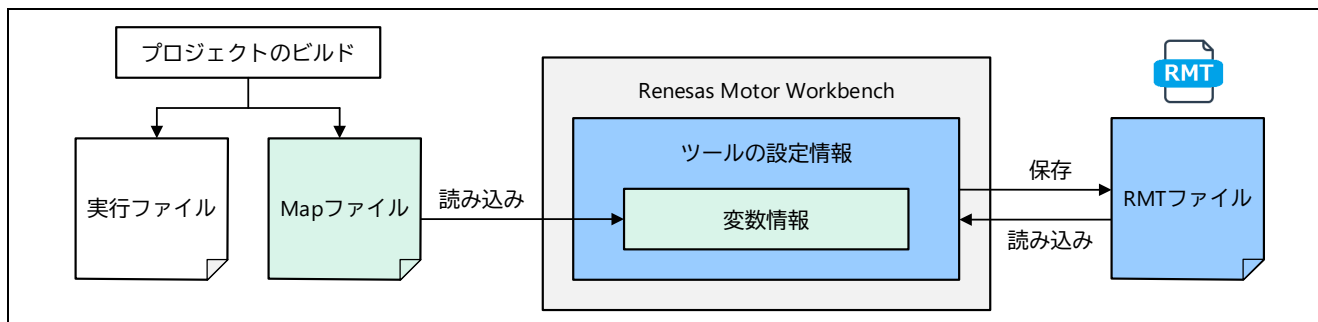 プロジェクトのビルド
RMT
Renesas Motor Workbench
ツールの設定情報
保存
実行ファイル
Mapファイル
読み込み
変数情報
RMTファイル
読み込み